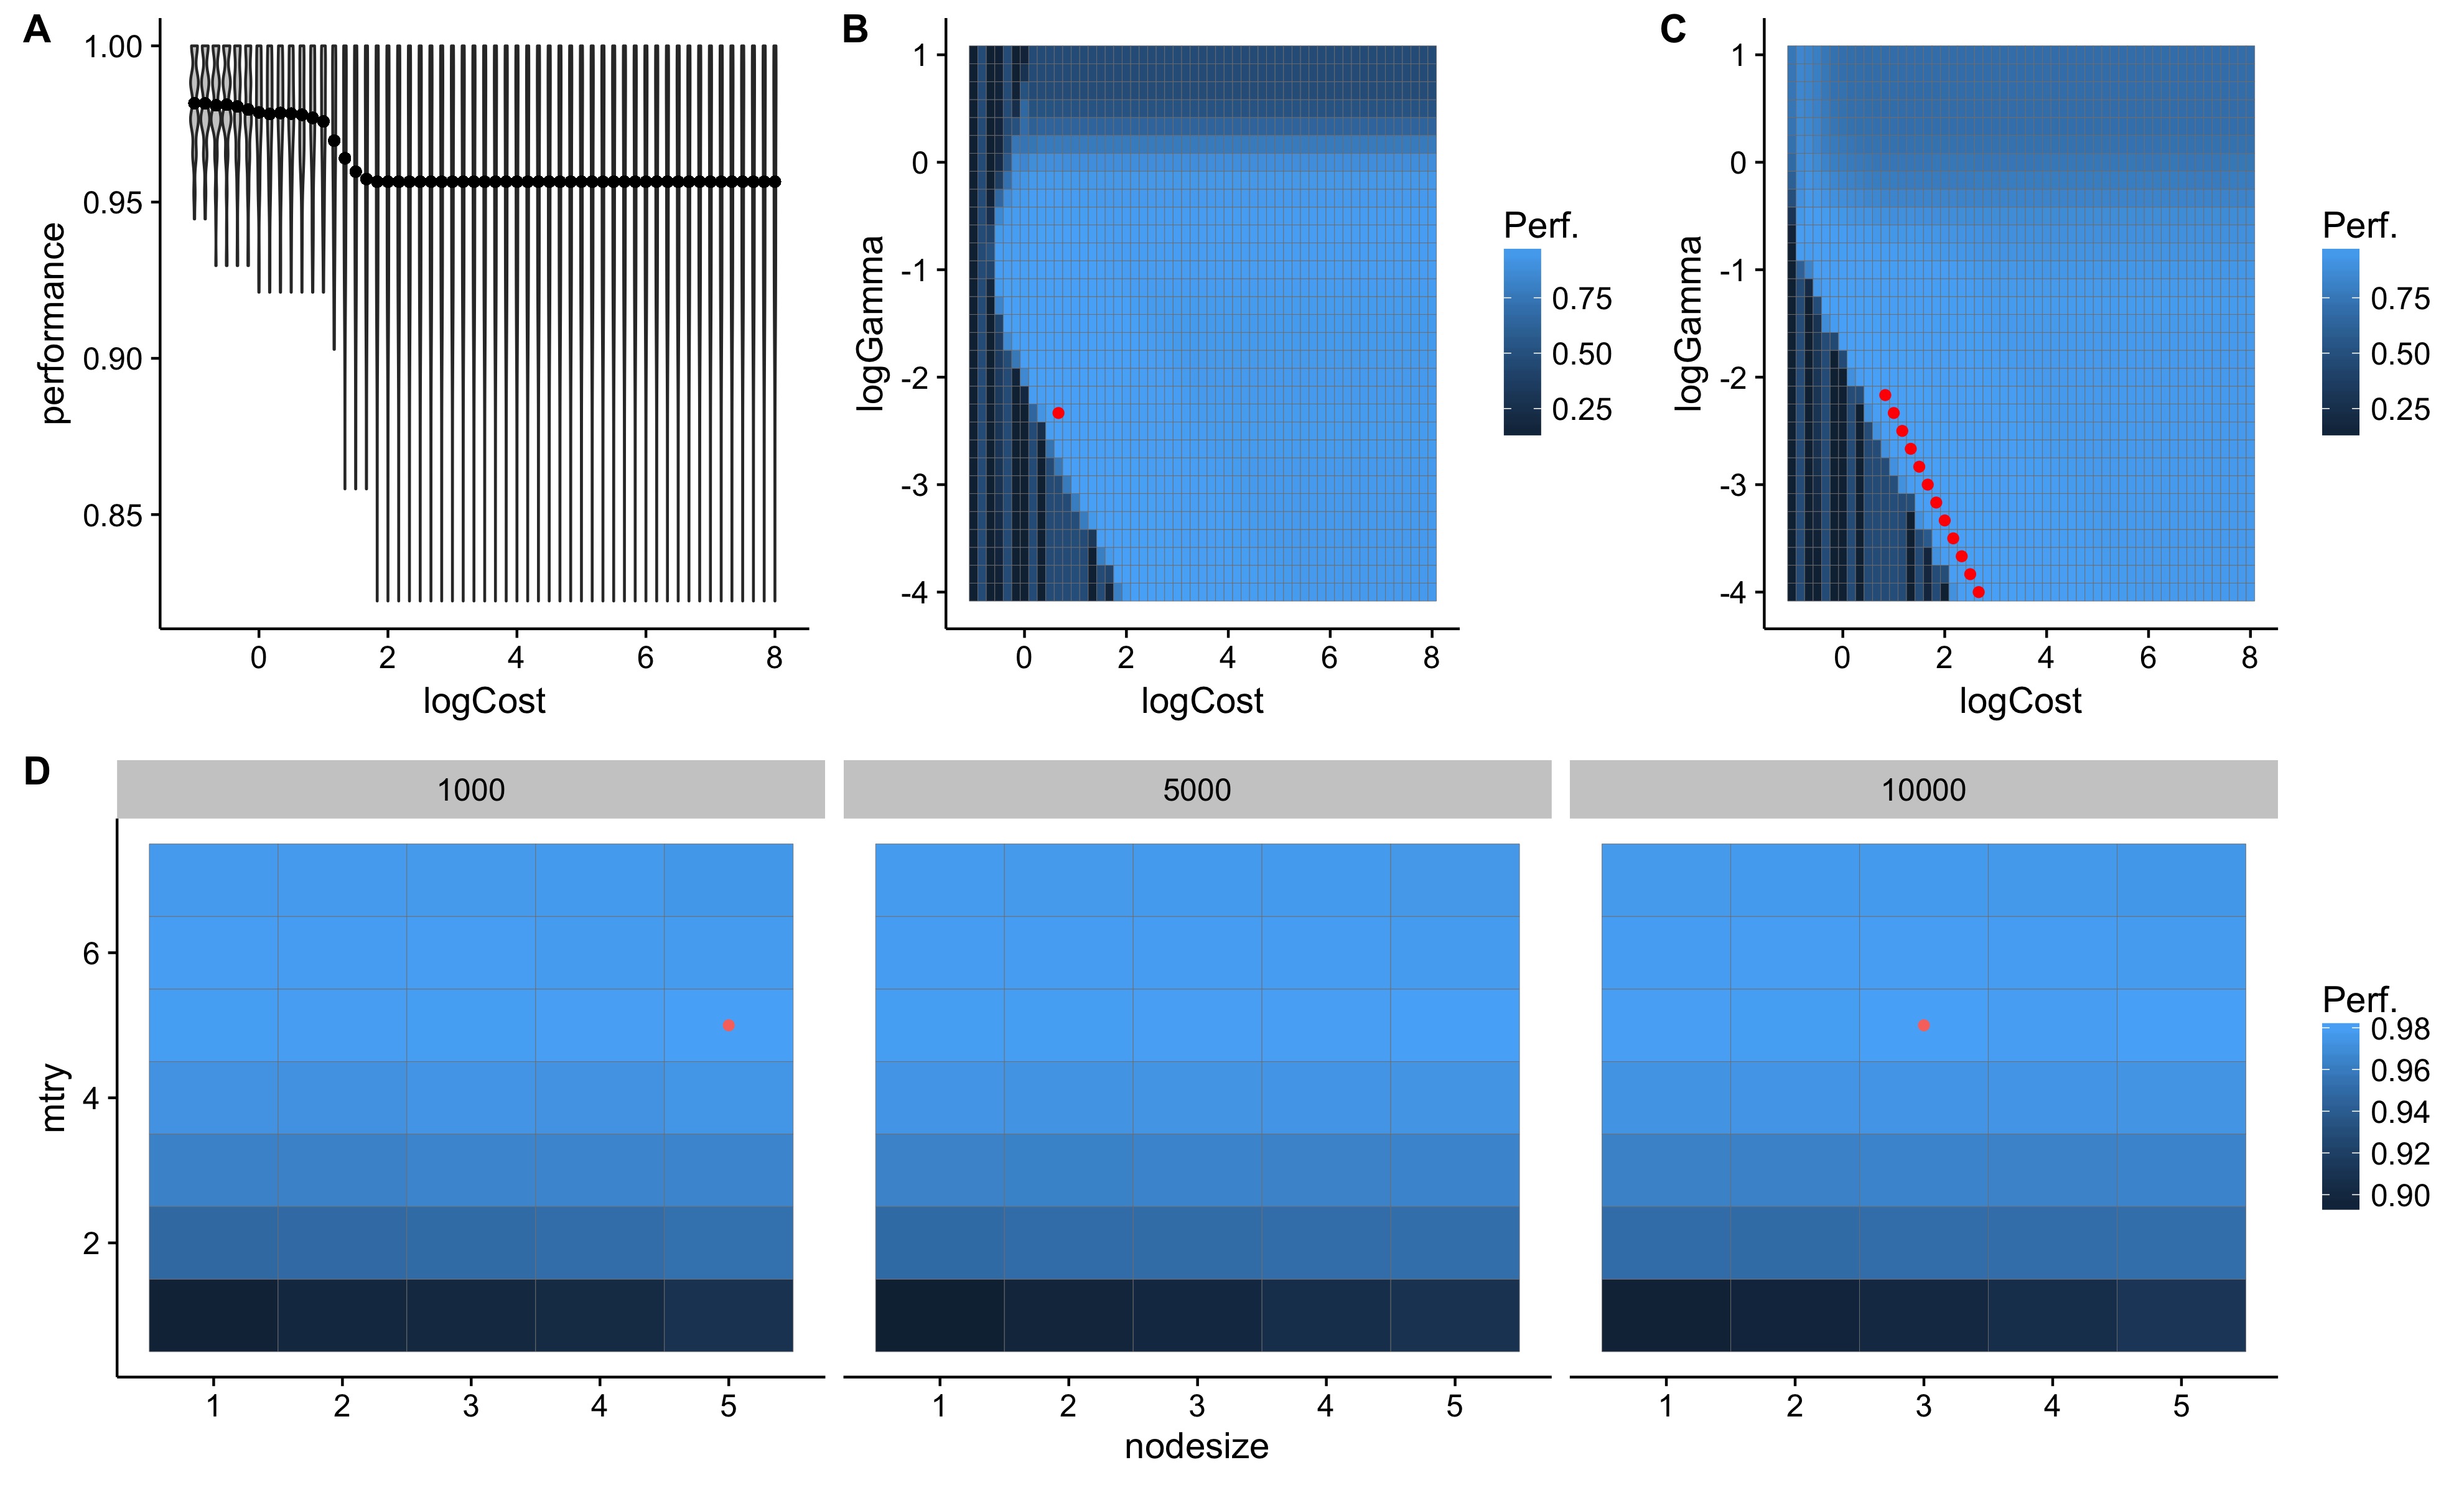 A
1.00
0.95
0.90
0.85
performance
0 2 4 6 8
logCost
B
1
0
-1
-2
-3
-4
logGamma
0 2 4 6 8
logCost
Perf.
0.75
0.50
0.25
C
1
0
-1
-2
-3
-4
logGamma
0 2 4 6 8
logCost
Perf.
0.75
0.50
0.25
D
1000 5000 10000
6
4
2
mtry
1 2 3 4 5 1 2 3 4 5 1 2 3 4 5
nodesize
Perf.
0.98
0.96
0.94
0.92
0.90